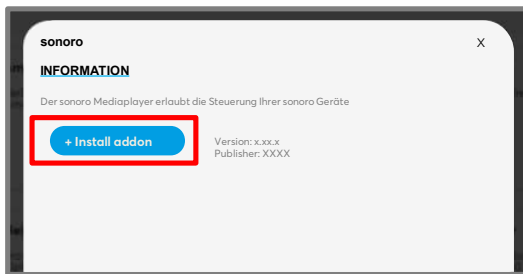 sonoro
X
INFORMATION
Der sonoro Mediaplayer erlaubt die Steuerung Ihrer sonoro Geräte
+ Install addon
Version: x.xx.x
Publisher: XXXX